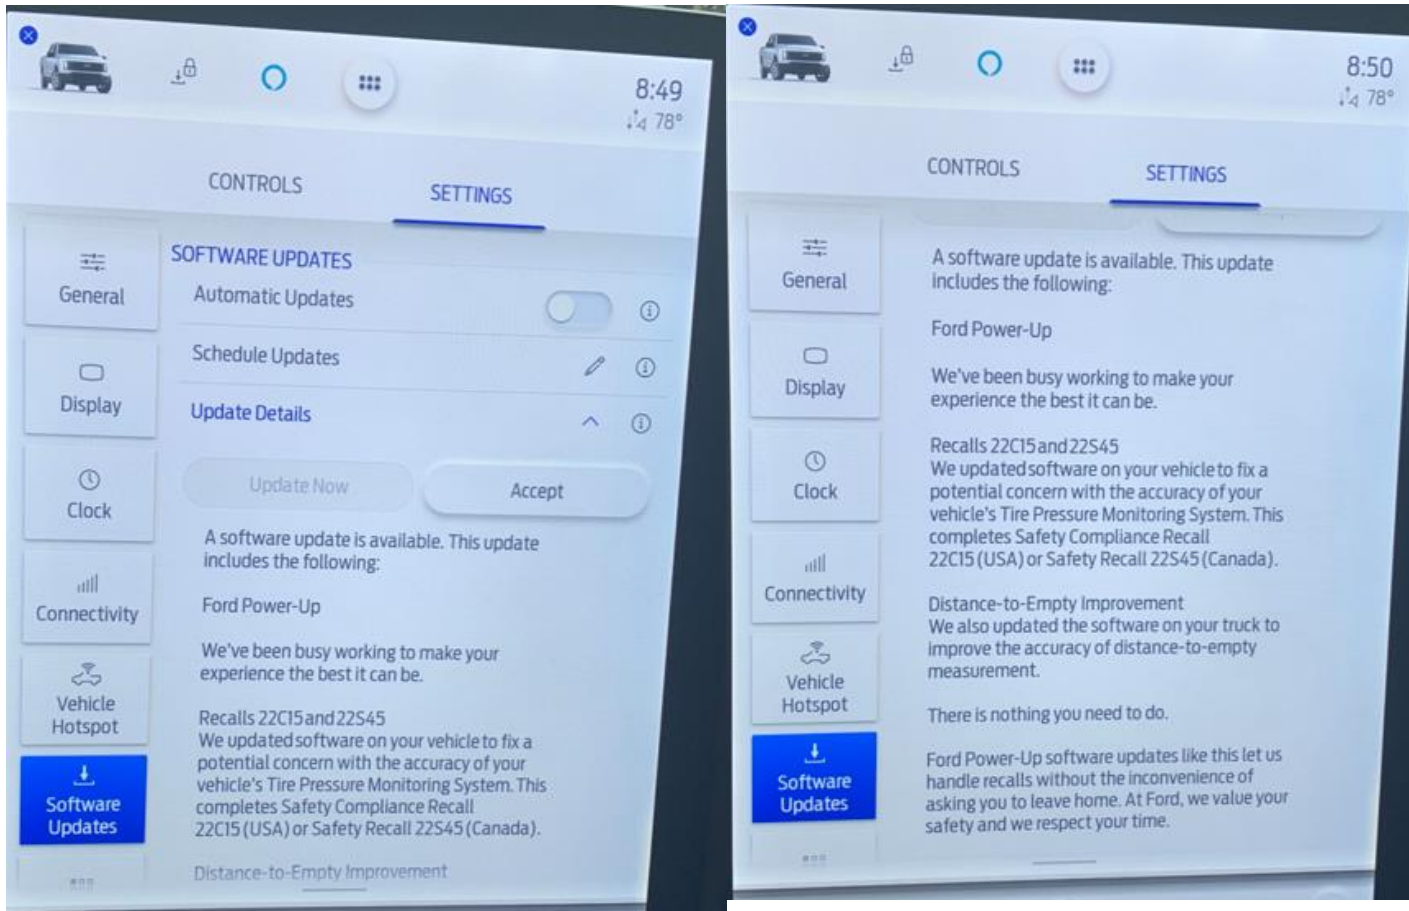 8:49
78°
CONTROLS
SETTINGS
General
Display
Clock
Connectivity
Vehicle
Hotspot
Software
Updates
SOFTWARE UPDATES
Automatic Updates
Schedule Updates
Update Details
Update Now
Accept
A software update is available. This update
includes the following:
Ford Power-Up
We've been busy working to make your
experience the best it can be.
Recalls 22C15 and 22S45
We updated software on your vehicle to fix a
potential concern with the accuracy of your
vehicle's Tire Pressure Monitoring System. This
completes Safety Compliance Recall
22C15 (USA) or Safety Recall 22S45 (Canada).
Distance-to-Empty Improvement
8:50
78°
CONTROLS
SETTINGS
General
Display
Clock
Connectivity
Vehicle
Hotspot
Software
Updates
A software update is available. This update
includes the following:
Ford Power-Up
We've been busy working to make your
experience the best it can be.
Recalls 22C15 and 22S45
We updated software on your vehicle to fix a
potential concern with the accuracy of your
vehicle's Tire Pressure Monitoring System. This
completes Safety Compliance Recall
22C15 (USA) or Safety Recall 22S45 (Canada).
Distance-to-Empty Improvement
We also updated the software on your truck to
improve the accuracy of distance-to-empty
measurement.
There is nothing you need to do.
Ford Power-Up software updates like this let us
handle recalls without the inconvenience of
asking you to leave home. At Ford, we value your
safety and we respect your time.